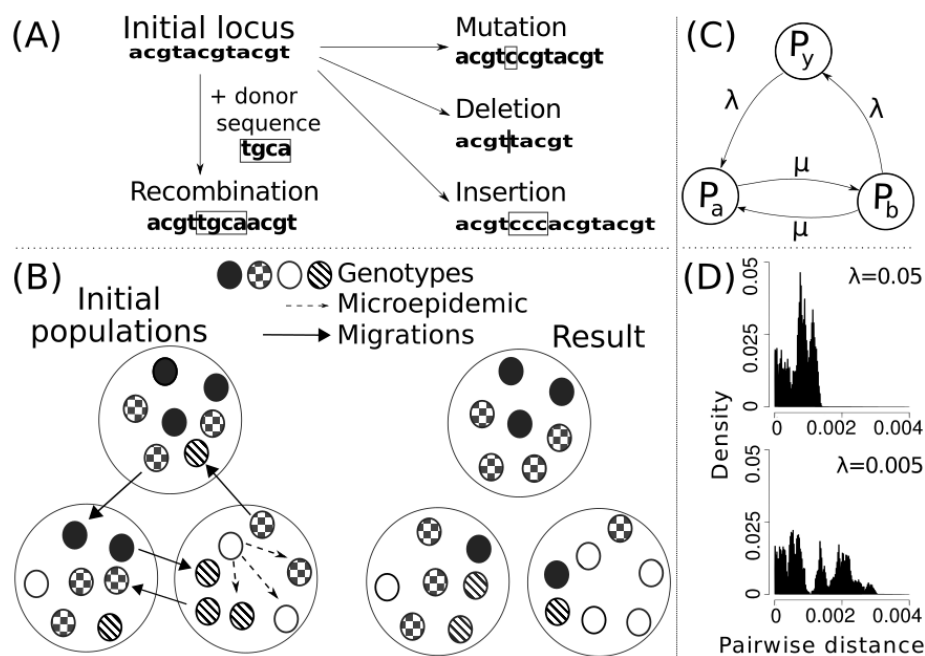 (A)
Initial locus
acgtacgtacgt
+ donor
sequence
tgca
Recombination
acgttgcaacgt
Mutation
acgtccgtacgt
Deletion
acgttacgt
Insertion
acgtcccacgtacgt
(B)
Genotypes
Microepidemic
Migrations
Initial
populations
Result
(C)
Py
λ
λ
μ
Pa
Pb
μ
(D)
λ=0.05
0.05
0.025
0
0 0.002 0.004
Density
λ=0.005
0.05
0.025
0
0 0.002 0.004
Pairwise distance